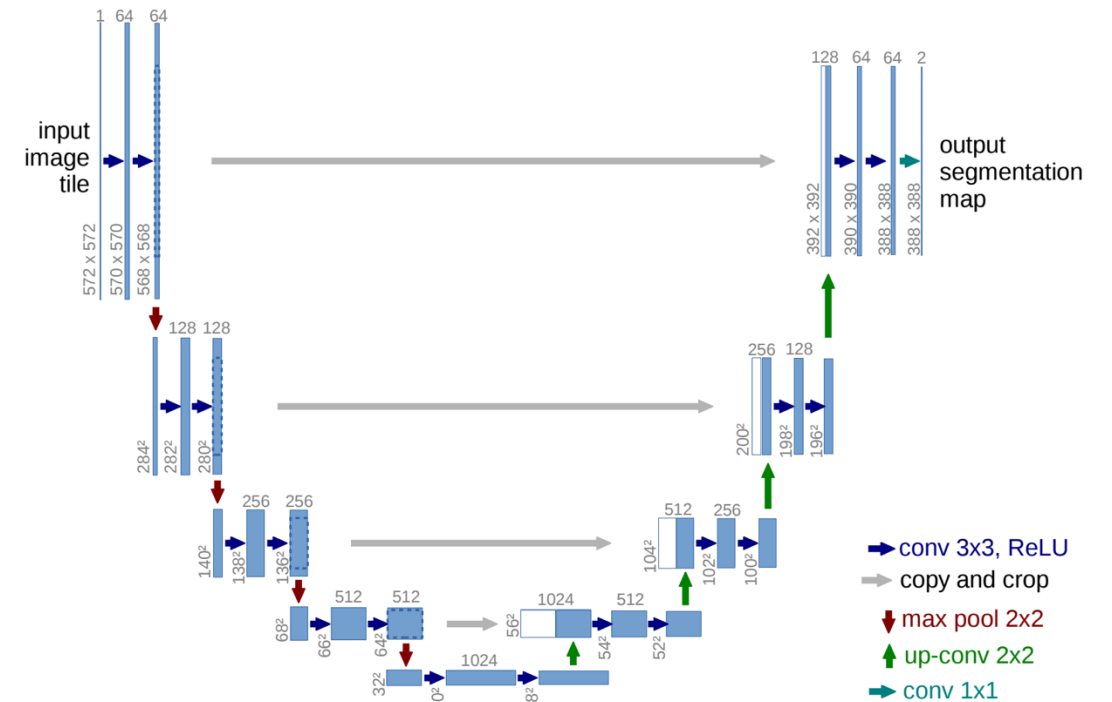 1 64 64
128 64 64 2
input
image
tile
output
segmentation
map
572 x 572
570 x 570
568 x 568
392 x 392
390 x 390
388 x 388
388 x 388
128 128
256 128
284²
282²
280²
200²
198²
196²
256 256
512 256
140²
138²
136²
104²
102²
100²
512 512
1024 512
68²
66²
64²
56²
54²
52²
1024
32²
0²
8²
conv 3x3, ReLU
copy and crop
max pool 2x2
up-conv 2x2
conv 1x1